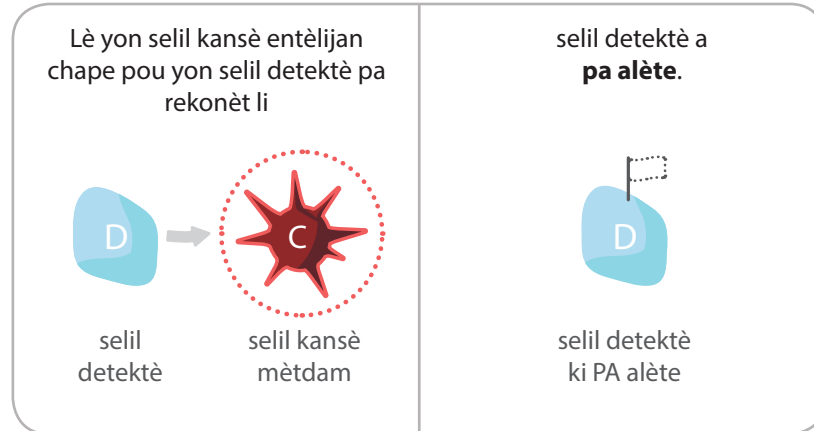 Lè yon selil kansè entèlijan
chape pou yon selil detektè pa
rekonèt li
D
C
selil
detektè
selil kansè
mètdam
selil detektè a
pa alète.
D
selil detektè
ki PA alète